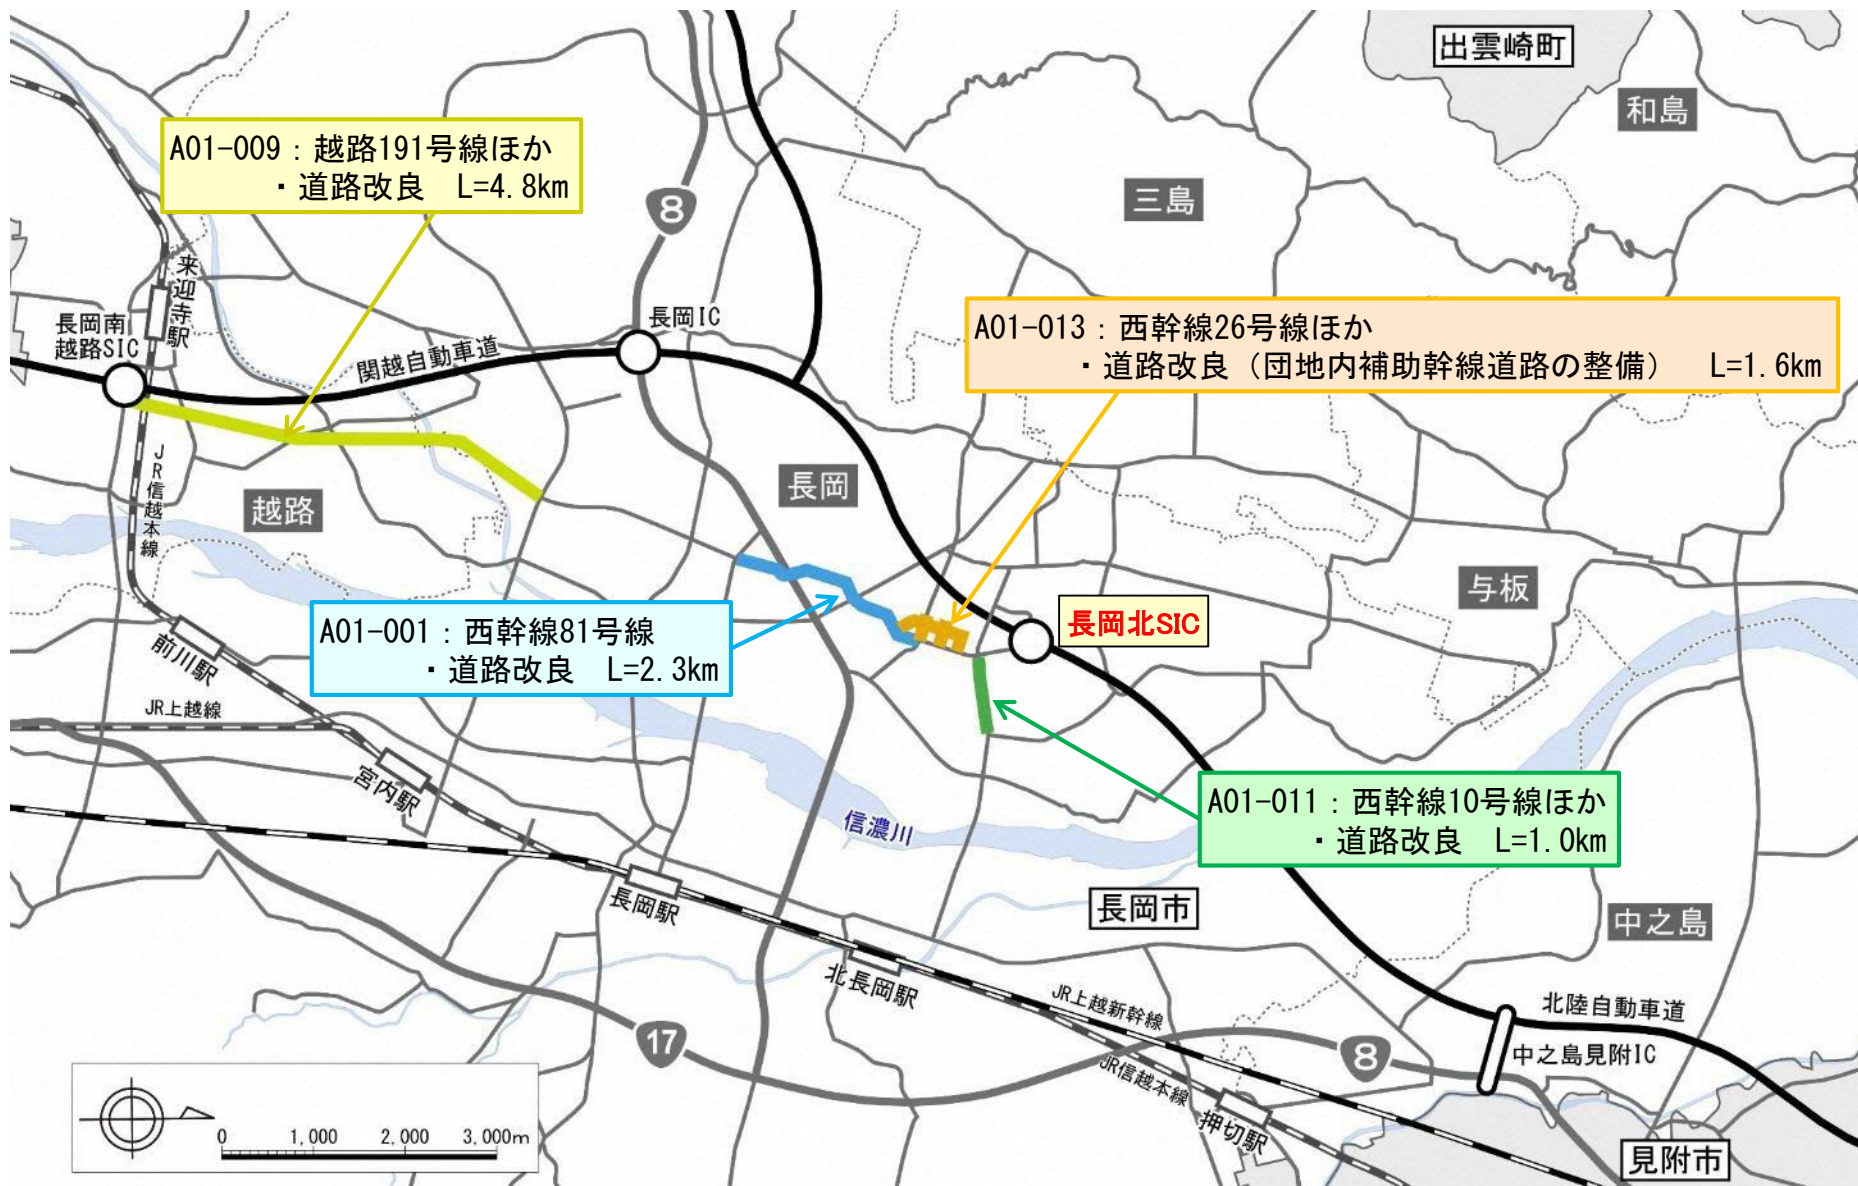 出雲崎町
和島
A01-009：越路191号線ほか
・道路改良　L=4.8km
三島
8
来迎寺駅
長岡南
越路SIC
長岡IC
関越自動車道
A01-013：西幹線26号線ほか
・道路改良（団地内補助幹線道路の整備）　L=1.6km
JR信越本線
越路
長岡
与板
A01-001：西幹線81号線
・道路改良　L=2.3km
長岡北SIC
前川駅
JR上越線
宮内駅
信濃川
A01-011：西幹線10号線ほか
・道路改良　L=1.0km
長岡駅
長岡市
中之島
北長岡駅
JR上越新幹線
北陸自動車道
17
8
中之島見附IC
JR信越本線
押切駅
見附市
0　1,000　2,000　3,000m